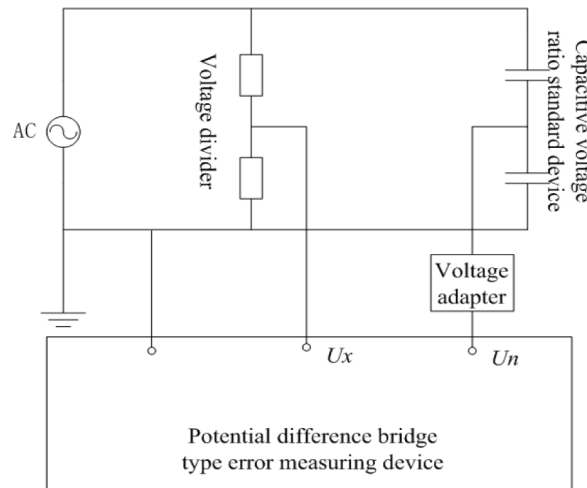 AC
Voltage divider
Capacitive voltage
ratio standard device
Voltage
adapter
Ux
Un
Potential difference bridge
type error measuring device